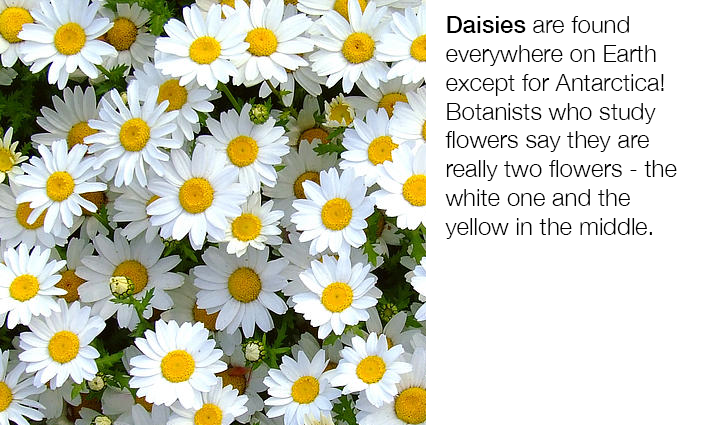 Daisies are found
everywhere on Earth
except for Antarctica!
Botanists who study
flowers say they are
really two flowers - the
white one and the
yellow in the middle.